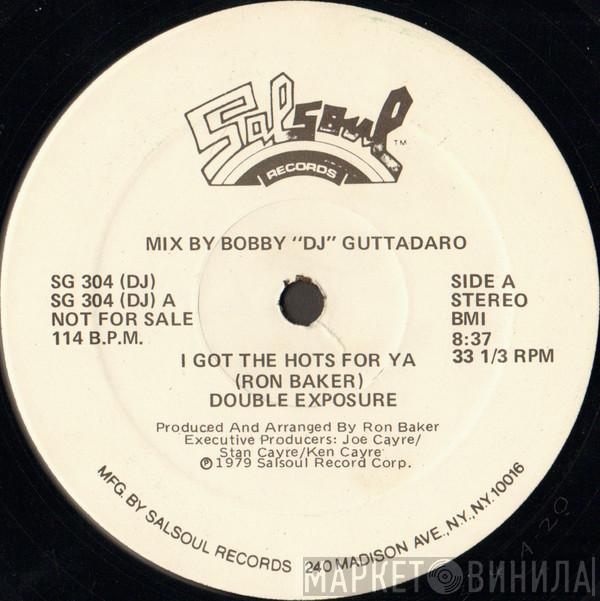 Salsoul
TM
RECORDS
MIX BY BOBBY "DJ" GUTTADARO
SG 304 (DJ)
SG 304 (DJ) A
NOT FOR SALE
114 B.P.M.
SIDE A
STEREO
BMI
8:37
33 1/3 RPM
I GOT THE HOTS FOR YA
(RON BAKER)
DOUBLE EXPOSURE
Produced And Arranged By Ron Baker
Executive Producers: Joe Cayre/
Stan Cayre/Ken Cayre
Ⓟ1979 Salsoul Record Corp.
MFG. BY SALSOUL RECORDS 240 MADISON AVE., N.Y., N.Y. 10016
МАРКЕТ ВИНИЛА